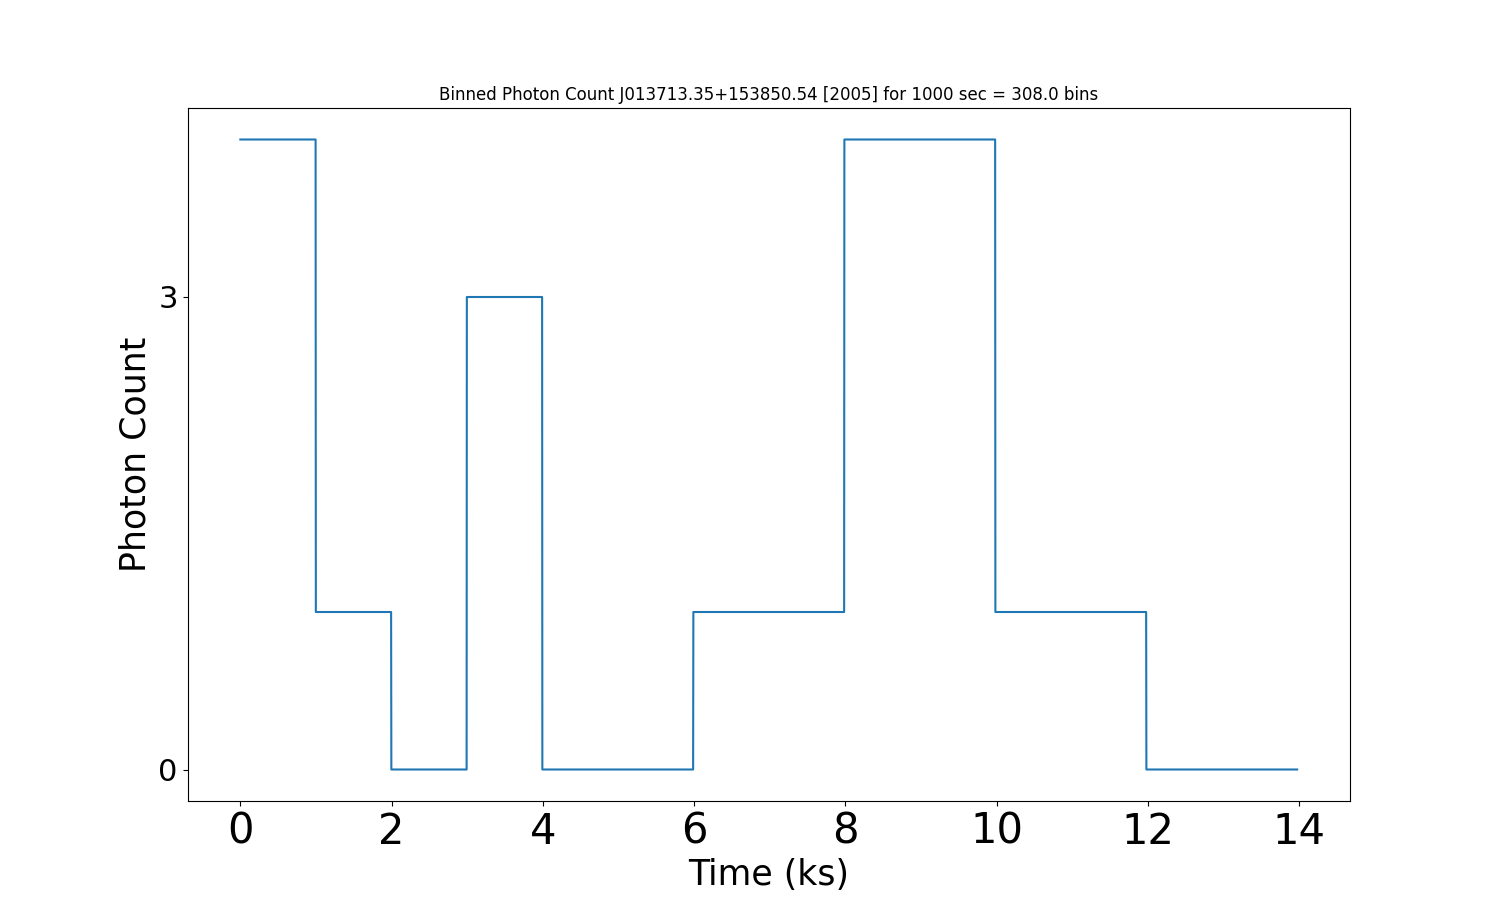 Binned Photon Count J013713.35+153850.54 [2005] for 1000 sec = 308.0 bins
3
Photon Count
0
0 2 4 6 8 10 12 14
Time (ks)